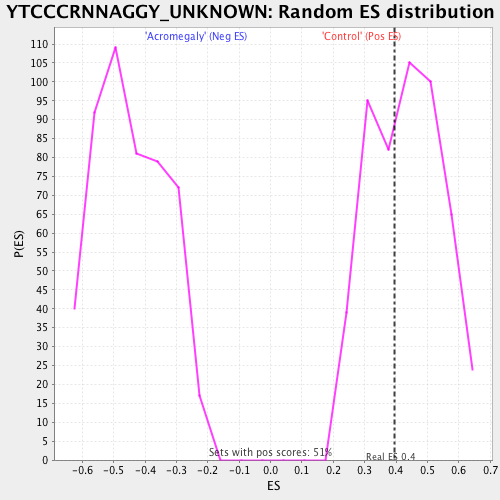 YTCCCRNNAGGY_UNKNOWN: Random ES distribution
'Acromegaly' (Neg ES)
'Control' (Pos ES)
P(ES)
110
105
100
95
90
85
80
75
70
65
60
55
50
45
40
35
30
25
20
15
10
5
0
Sets with pos scores: 51%
Real ES 0.4
-0.6 -0.5 -0.4 -0.3 -0.2 -0.1 0.0 0.1 0.2 0.3 0.4 0.5 0.6 0.7
ES